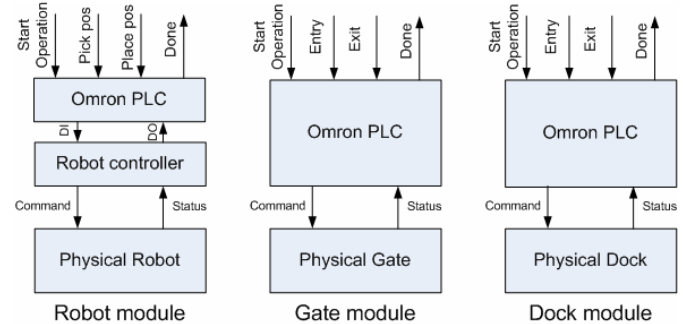 Start
Operation
Pick pos
Place pos
Done
Omron PLC
DI
DO
Robot controller
Command
Status
Physical Robot
Robot module
Start
Operation
Entry
Exit
Done
Omron PLC
Command
Status
Physical Gate
Gate module
Start
Operation
Entry
Exit
Done
Omron PLC
Command
Status
Physical Dock
Dock module